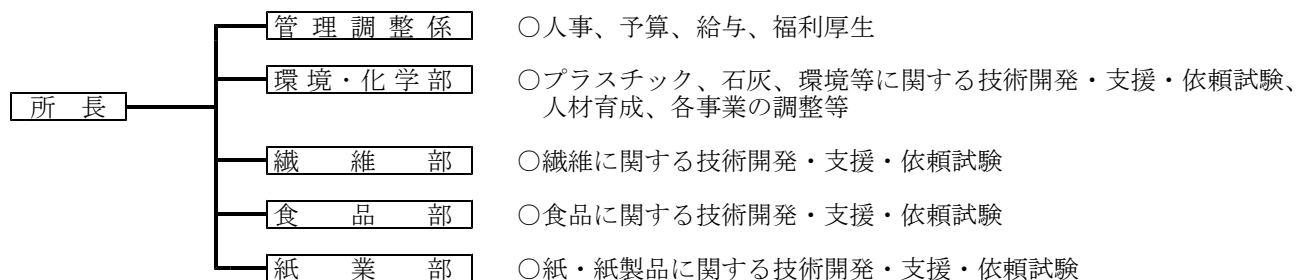 管理調整係 ○人事、予算、給与、福利厚生
環境・化学部 ○プラスチック、石灰、環境等に関する技術開発・支援・依頼試験、
人材育成、各事業の調整等
所長
繊維部 ○繊維に関する技術開発・支援・依頼試験
食品部 ○食品に関する技術開発・支援・依頼試験
紙業部 ○紙・紙製品に関する技術開発・支援・依頼試験